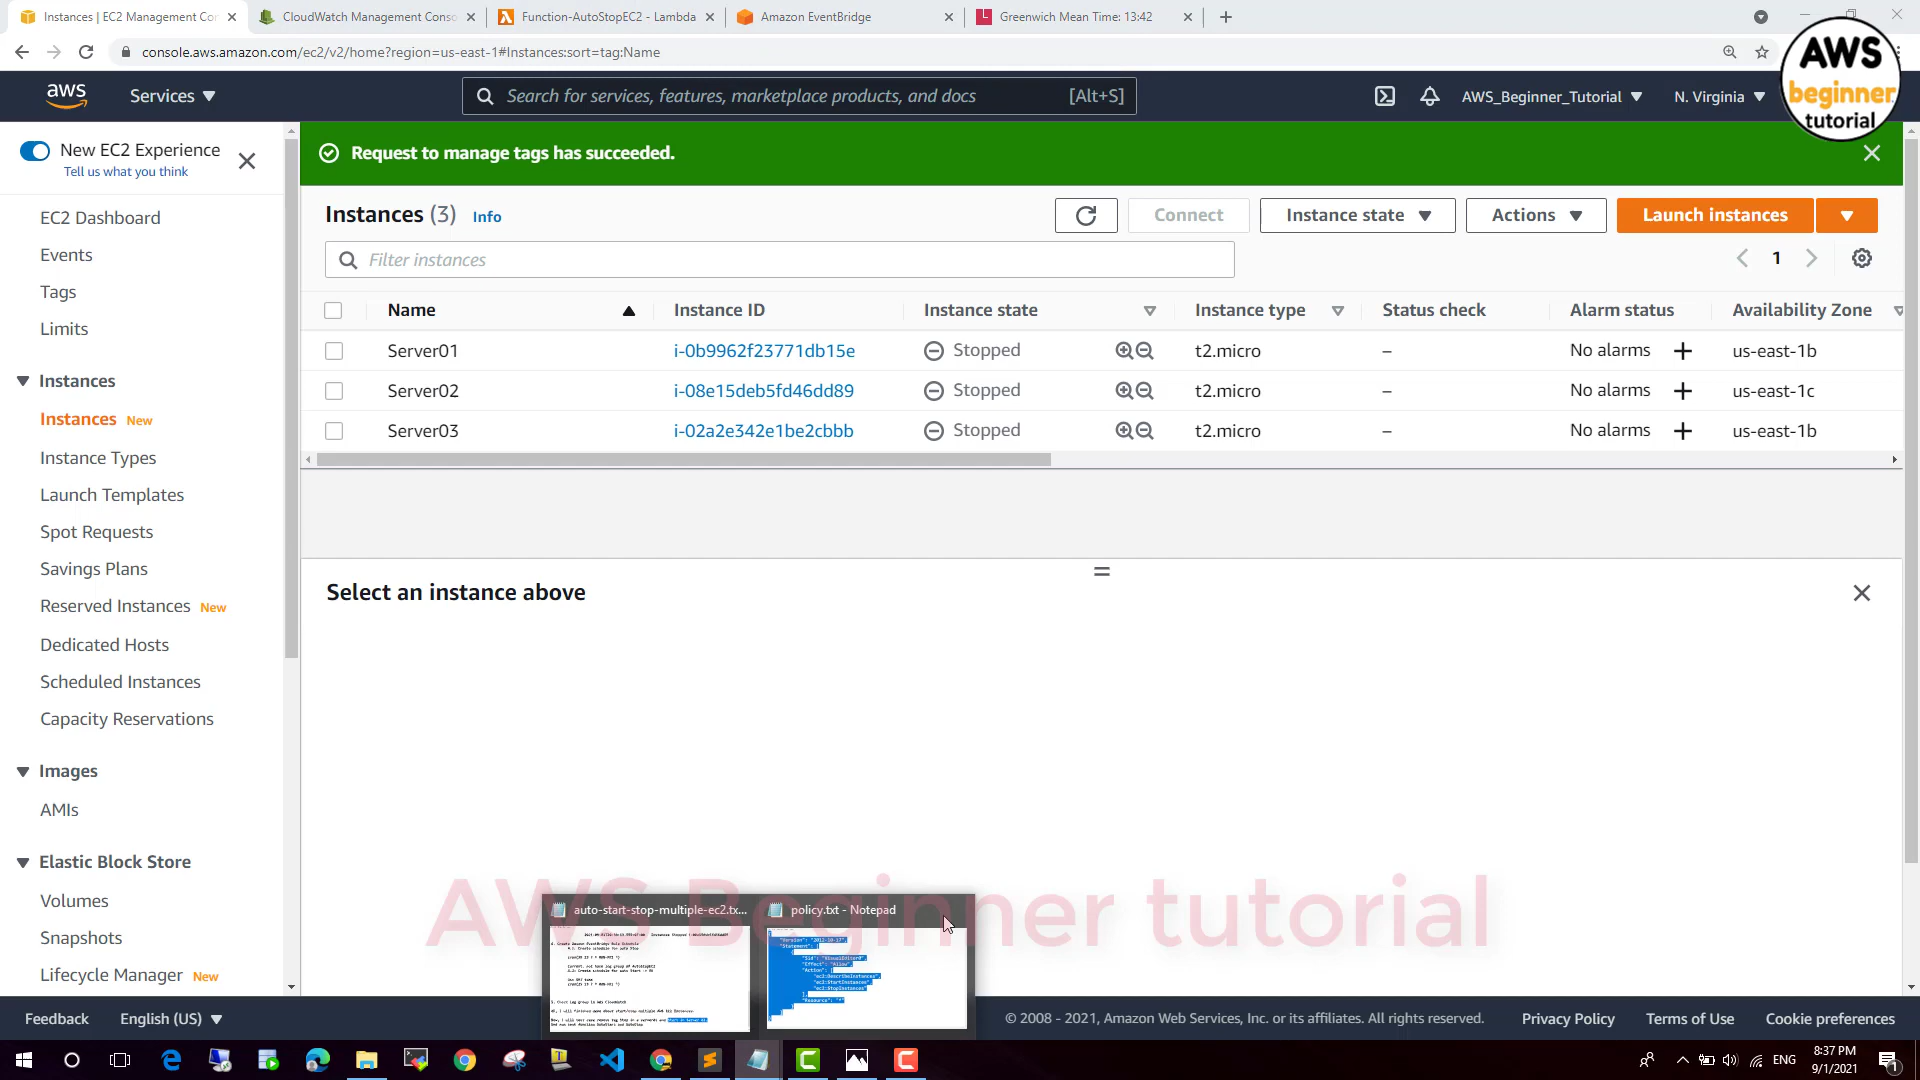 Instances | EC2 Management Con
CloudWatch Management Conso
Function-AutoStopEC2 - Lambda
Amazon EventBridge
Greenwich Mean Time: 13:42
console.aws.amazon.com/ec2/v2/home?region=us-east-1#Instances:sort=tag:Name
AWS
beginner
tutorial
aws
Services
Search for services, features, marketplace products, and docs
[Alt+S]
AWS_Beginner_Tutorial
N. Virginia
New EC2 Experience
Tell us what you think
Request to manage tags has succeeded.
EC2 Dashboard
Events
Tags
Limits
Instances
Instances New
Instance Types
Launch Templates
Spot Requests
Savings Plans
Reserved Instances New
Dedicated Hosts
Scheduled Instances
Capacity Reservations
Images
AMIs
Elastic Block Store
Volumes
Snapshots
Lifecycle Manager New
Instances (3) Info
Connect
Instance state
Actions
Launch instances
Filter instances
1
Name Instance ID Instance state Instance type Status check Alarm status Availability Zone
Server01 i-0b9962f23771db15e Stopped t2.micro – No alarms + us-east-1b
Server02 i-08e15deb5fd46dd89 Stopped t2.micro – No alarms + us-east-1c
Server03 i-02a2e342e1be2cbbb Stopped t2.micro – No alarms + us-east-1b
Select an instance above
AWS Beginner tutorial
auto-start-stop-multiple-ec2.tx...
policy.txt - Notepad
Feedback
English (US)
© 2008 - 2021, Amazon Web Services, Inc. or its affiliates. All rights reserved.
Privacy Policy
Terms of Use
Cookie preferences
ENG
8:37 PM
9/1/2021
1